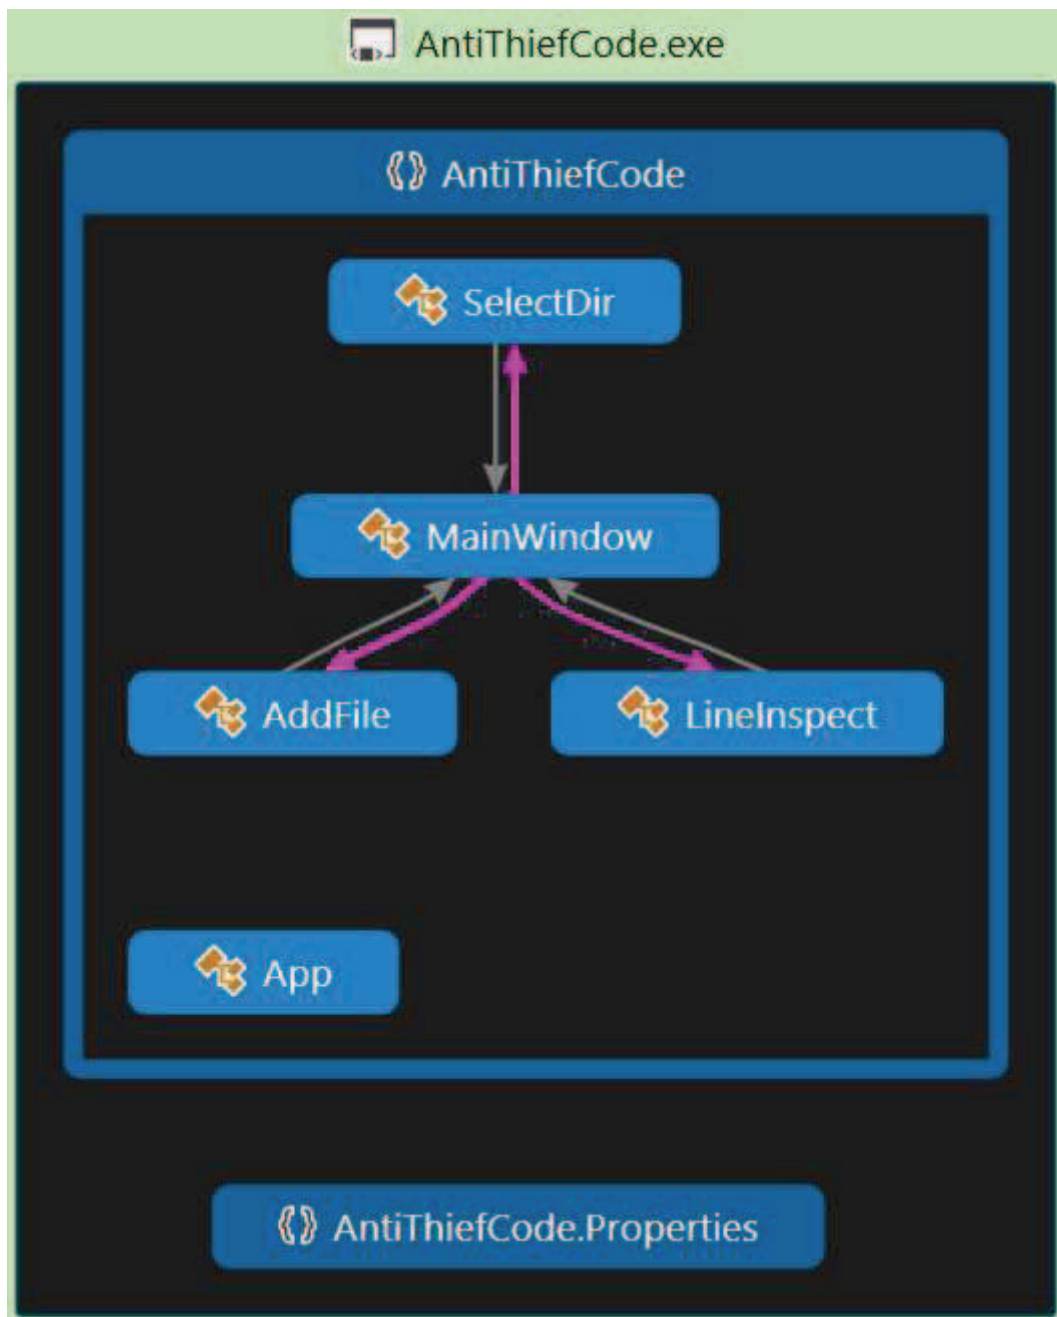 AntiThiefCode.exe
AntiThiefCode
SelectDir
MainWindow
AddFile
LineInspect
App
AntiThiefCode.Properties